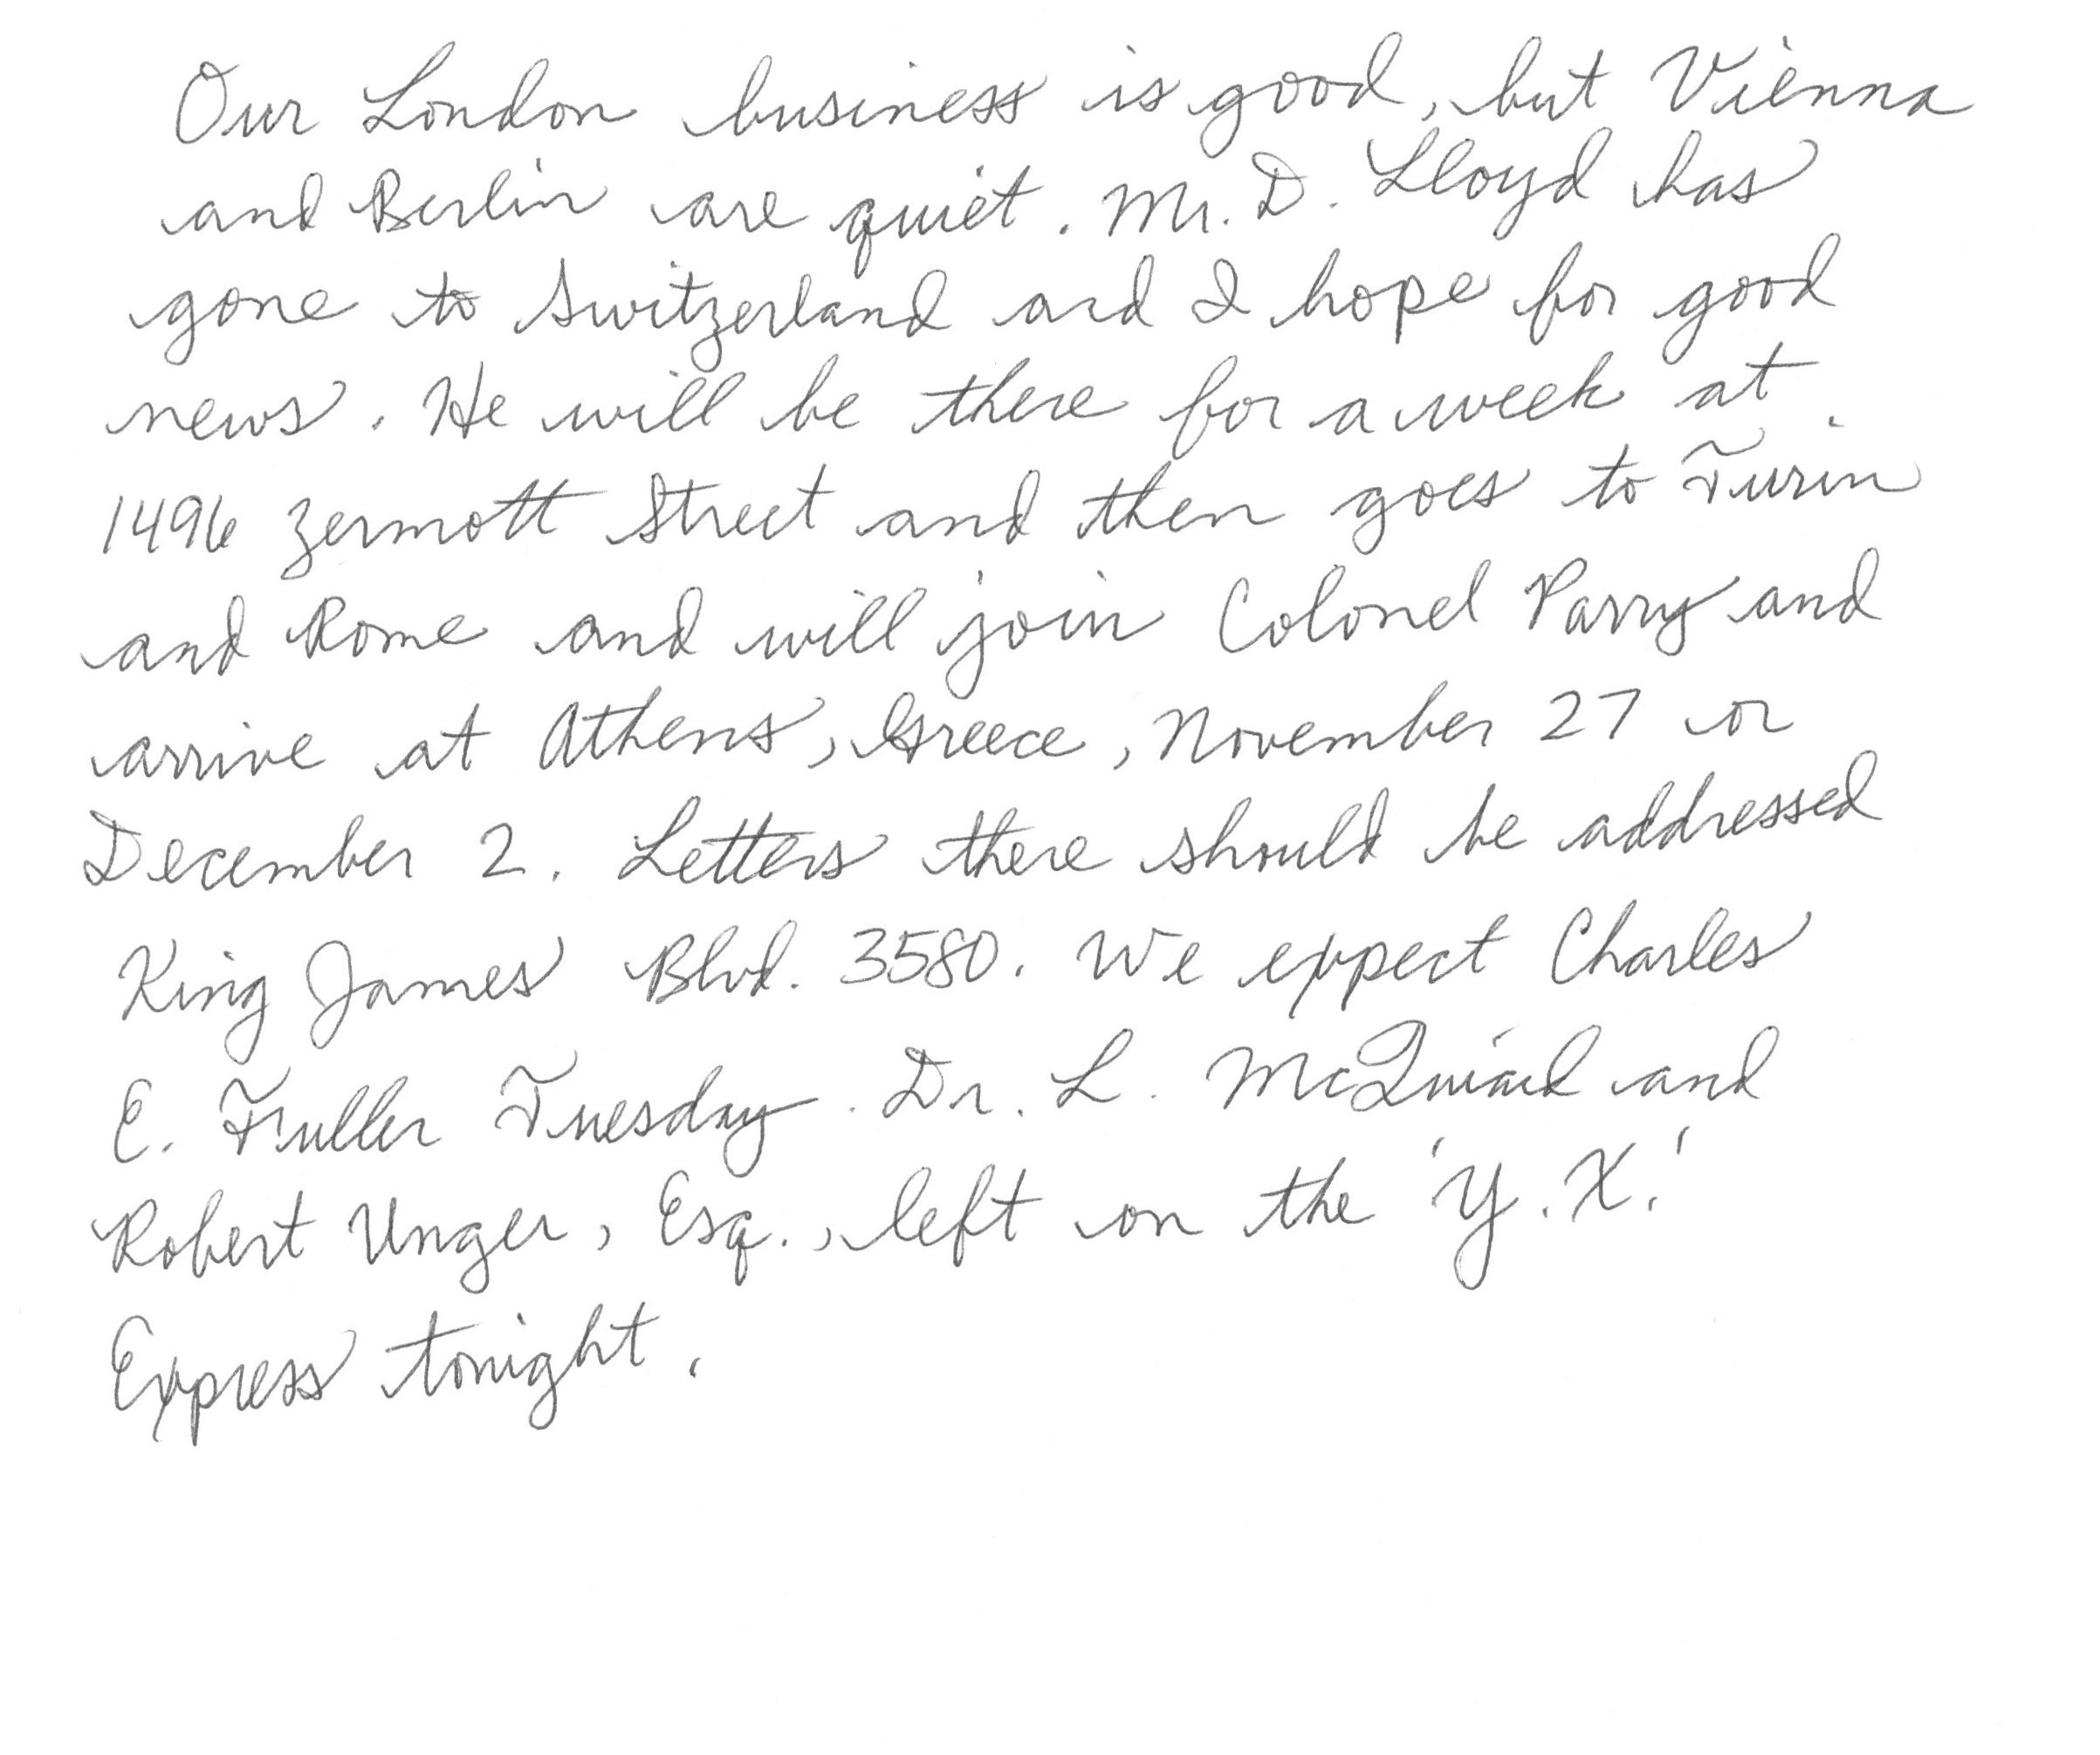 Our London business is good, but Vienna
and Berlin are quiet. Mr. D. Lloyd has
gone to Switzerland and I hope for good
news. He will be there for a week at
1496 Zermott Street and then goes to Turin
and Rome and will join Colonel Parry and
arrive at Athens, Greece, November 27 or
December 2. Letters there should be addressed
King James Blvd. 3580. We expect Charles
E. Fuller Tuesday. Dr. L. McQuaid and
Robert Unger, Esq., left on the 'Y.X.'
Express tonight.